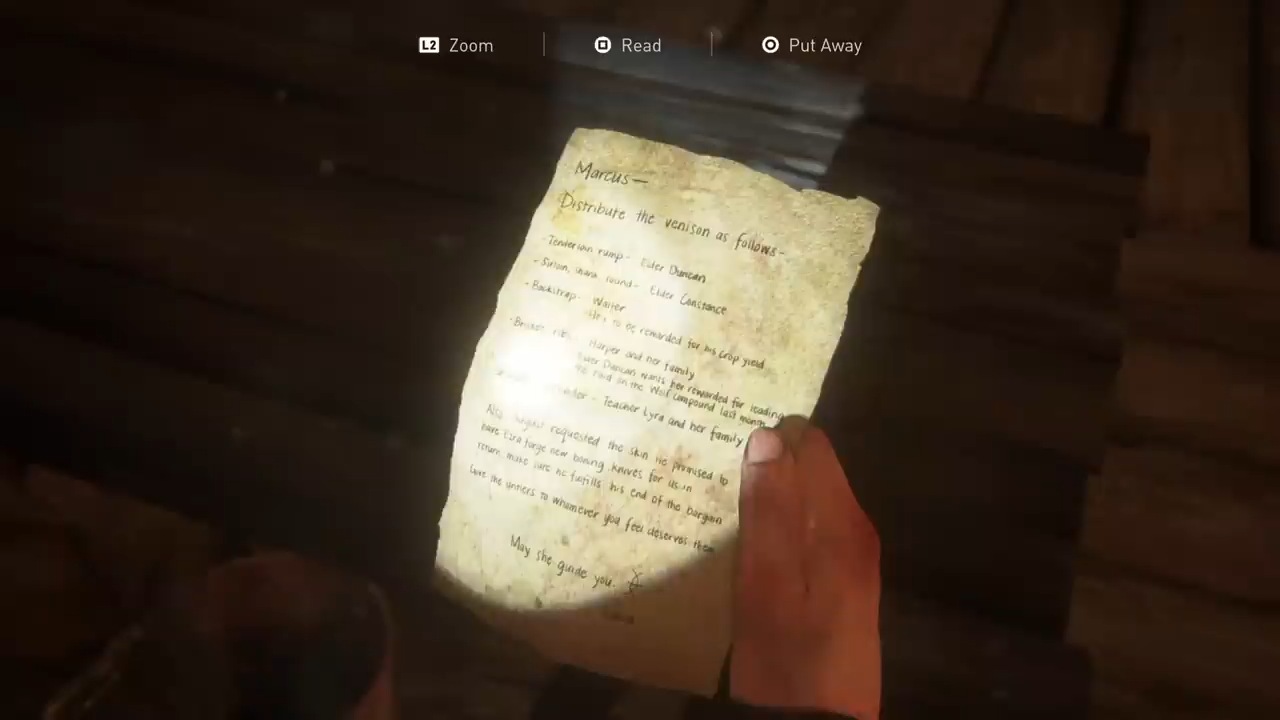 L2 Zoom
Read
Put Away
Marcus—
Distribute the venison as follows-
-Tenderloin rump- Elder Duncan
-Sirloin, shank round- Elder Constance
-Backstrap- Walter
to be rewarded for his crop yield
-Brisket, ribs Harper and her family
Elder Duncan wants her rewarded for leading
the raid on the Wolf compound last month
- Teacher Lyra and her family
Also, requested the skin. He promised to
have Ezra forge new boning knives for us in
return. make sure he fulfills his end of the bargain
Give the antlers to whomever you feel deserves them
May she guide you.